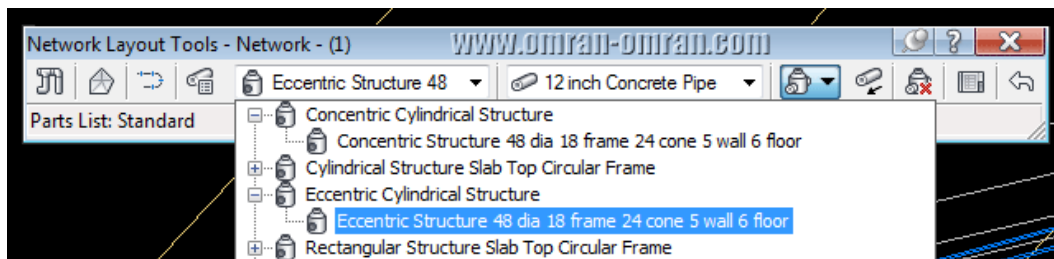 Network Layout Tools - Network - (1)
www.omran-omran.com
Eccentric Structure 48
12 inch Concrete Pipe
Parts List: Standard
Concentric Cylindrical Structure
Concentric Structure 48 dia 18 frame 24 cone 5 wall 6 floor
Cylindrical Structure Slab Top Circular Frame
Eccentric Cylindrical Structure
Eccentric Structure 48 dia 18 frame 24 cone 5 wall 6 floor
Rectangular Structure Slab Top Circular Frame